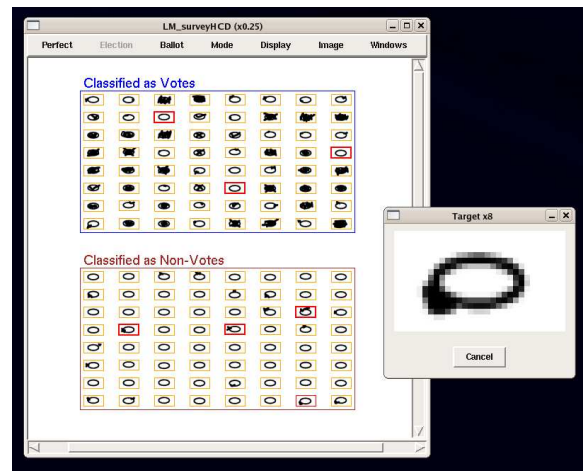 LM_surveyHCD (x0.25)
Perfect Election Ballot Mode Display Image Windows
Classified as Votes
Classified as Non-Votes
Target x8
Cancel